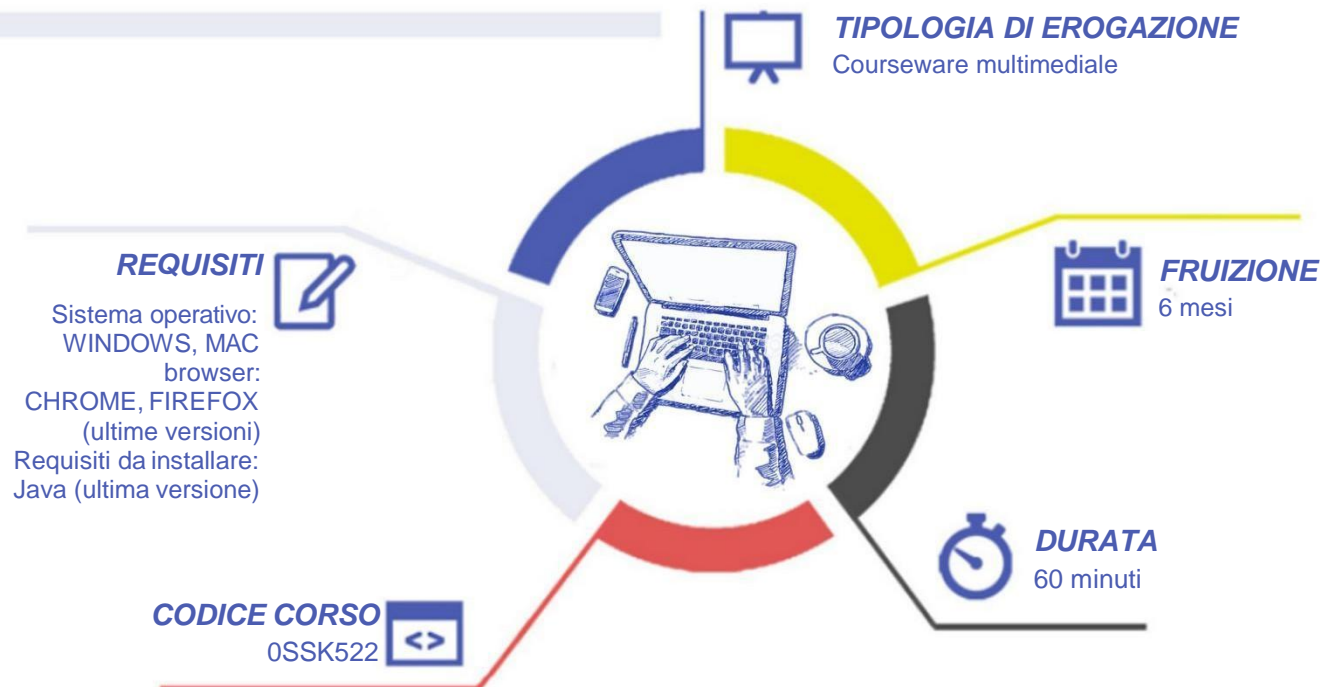 TIPOLOGIA DI EROGAZIONE
Courseware multimediale
REQUISITI
Sistema operativo:
WINDOWS, MAC
browser:
CHROME, FIREFOX
(ultime versioni)
Requisiti da installare:
Java (ultima versione)
FRUIZIONE
6 mesi
DURATA
60 minuti
CODICE CORSO
0SSK522